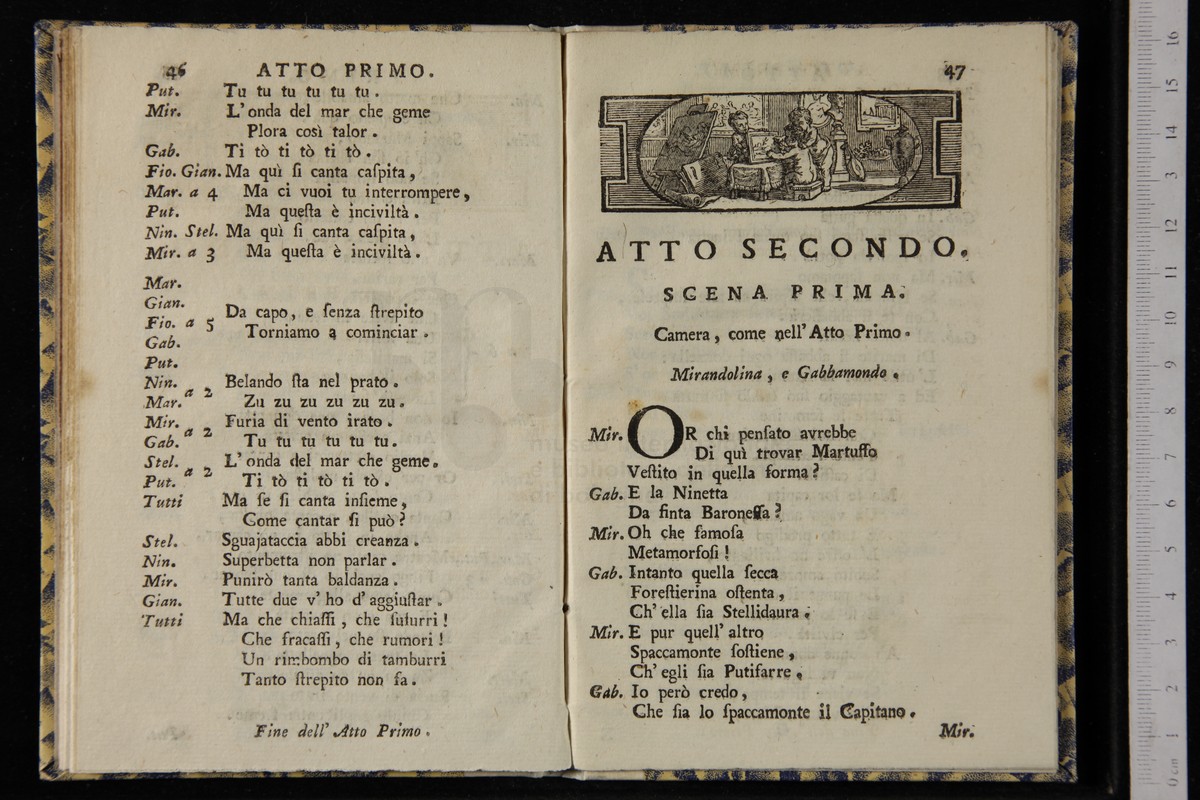 46 ATTO PRIMO.
Put. Tu tu tu tu tu tu.
Mir. L'onda del mar che geme
Plora così talor.
Gab. Ti tò ti tò ti tò.
Fio. Gian. Ma quì ſi canta caſpita,
Mar. a 4 Ma ci vuoi tu interrompere,
Put. Ma queſta è inciviltà.
Nin. Stel. Ma quì ſi canta caſpita,
Mir. a 3 Ma queſta è inciviltà.
Mar.
Gian.
Fio. a 5 Da capo, e ſenza ſtrepito
Gab. Torniamo a cominciar.
Put.
Nin. a 2 Belando ſta nel prato.
Mar. Zu zu zu zu zu zu.
Mir. a 2 Furia di vento irato.
Gab. Tu tu tu tu tu tu.
Stel. a 2 L'onda del mar che geme.
Put. Ti tò ti tò ti tò.
Tutti Ma ſe ſi canta inſieme,
Come cantar ſi può?
Stel. Sguajataccia abbi creanza.
Nin. Superbetta non parlar.
Mir. Punirò tanta baldanza.
Gian. Tutte due v'ho d'aggiuſtar.
Tutti Ma che chiaſſi, che ſuſurri!
Che fracaſſi, che rumori!
Un rimbombo di tamburri
Tanto ſtrepito non fa.
Fine dell' Atto Primo.
47
ATTO SECONDO.
SCENA PRIMA.
Camera, come nell'Atto Primo.
Mirandolina, e Gabbamondo.
Mir. OR chi penſato avrebbe
Di quì trovar Martuffo
Veſtito in quella forma?
Gab. E la Ninetta
Da finta Baroneſſa?
Mir. Oh che famoſa
Metamorfoſi!
Gab. Intanto quella ſecca
Foreſtierina oſtenta,
Ch'ella ſia Stellidaura.
Mir. E pur quell'altro
Spaccamonte ſoſtiene,
Ch'egli ſia Putifarre.
Gab. Io però credo,
Che ſia lo ſpaccamonte il Capitano.
Mir.